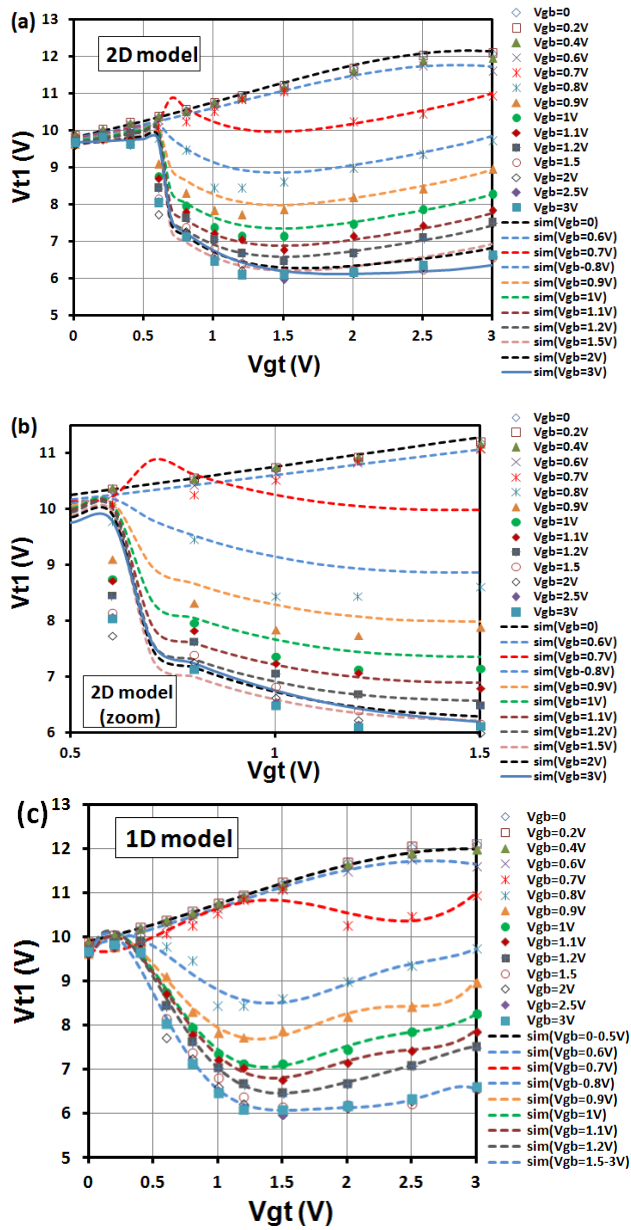 (a)
2D model
Vt1 (V)
13
12
11
10
9
8
7
6
5
0
0.5
1
1.5
2
2.5
3
Vgt (V)
Vgb=0
Vgb=0.2V
Vgb=0.4V
Vgb=0.6V
Vgb=0.7V
Vgb=0.8V
Vgb=0.9V
Vgb=1V
Vgb=1.1V
Vgb=1.2V
Vgb=1.5
Vgb=2V
Vgb=2.5V
Vgb=3V
sim(Vgb=0)
sim(Vgb=0.6V)
sim(Vgb=0.7V)
sim(Vgb-0.8V)
sim(Vgb=0.9V)
sim(Vgb=1V)
sim(Vgb=1.1V)
sim(Vgb=1.2V)
sim(Vgb=1.5V)
sim(Vgb=2V)
sim(Vgb=3V)
(b)
Vt1 (V)
11
10
9
8
7
6
2D model
(zoom)
0.5
1
1.5
Vgt (V)
Vgb=0
Vgb=0.2V
Vgb=0.4V
Vgb=0.6V
Vgb=0.7V
Vgb=0.8V
Vgb=0.9V
Vgb=1V
Vgb=1.1V
Vgb=1.2V
Vgb=1.5
Vgb=2V
Vgb=2.5V
Vgb=3V
sim(Vgb=0)
sim(Vgb=0.6V)
sim(Vgb=0.7V)
sim(Vgb-0.8V)
sim(Vgb=0.9V)
sim(Vgb=1V)
sim(Vgb=1.1V)
sim(Vgb=1.2V)
sim(Vgb=1.5V)
sim(Vgb=2V)
sim(Vgb=3V)
(c)
1D model
Vt1 (V)
13
12
11
10
9
8
7
6
5
0
0.5
1
1.5
2
2.5
3
Vgt (V)
Vgb=0
Vgb=0.2V
Vgb=0.4V
Vgb=0.6V
Vgb=0.7V
Vgb=0.8V
Vgb=0.9V
Vgb=1V
Vgb=1.1V
Vgb=1.2V
Vgb=1.5
Vgb=2V
Vgb=2.5V
Vgb=3V
sim(Vgb=0-0.5V)
sim(Vgb=0.6V)
sim(Vgb=0.7V)
sim(Vgb-0.8V)
sim(Vgb=0.9V)
sim(Vgb=1V)
sim(Vgb=1.1V)
sim(Vgb=1.2V)
sim(Vgb=1.5-3V)